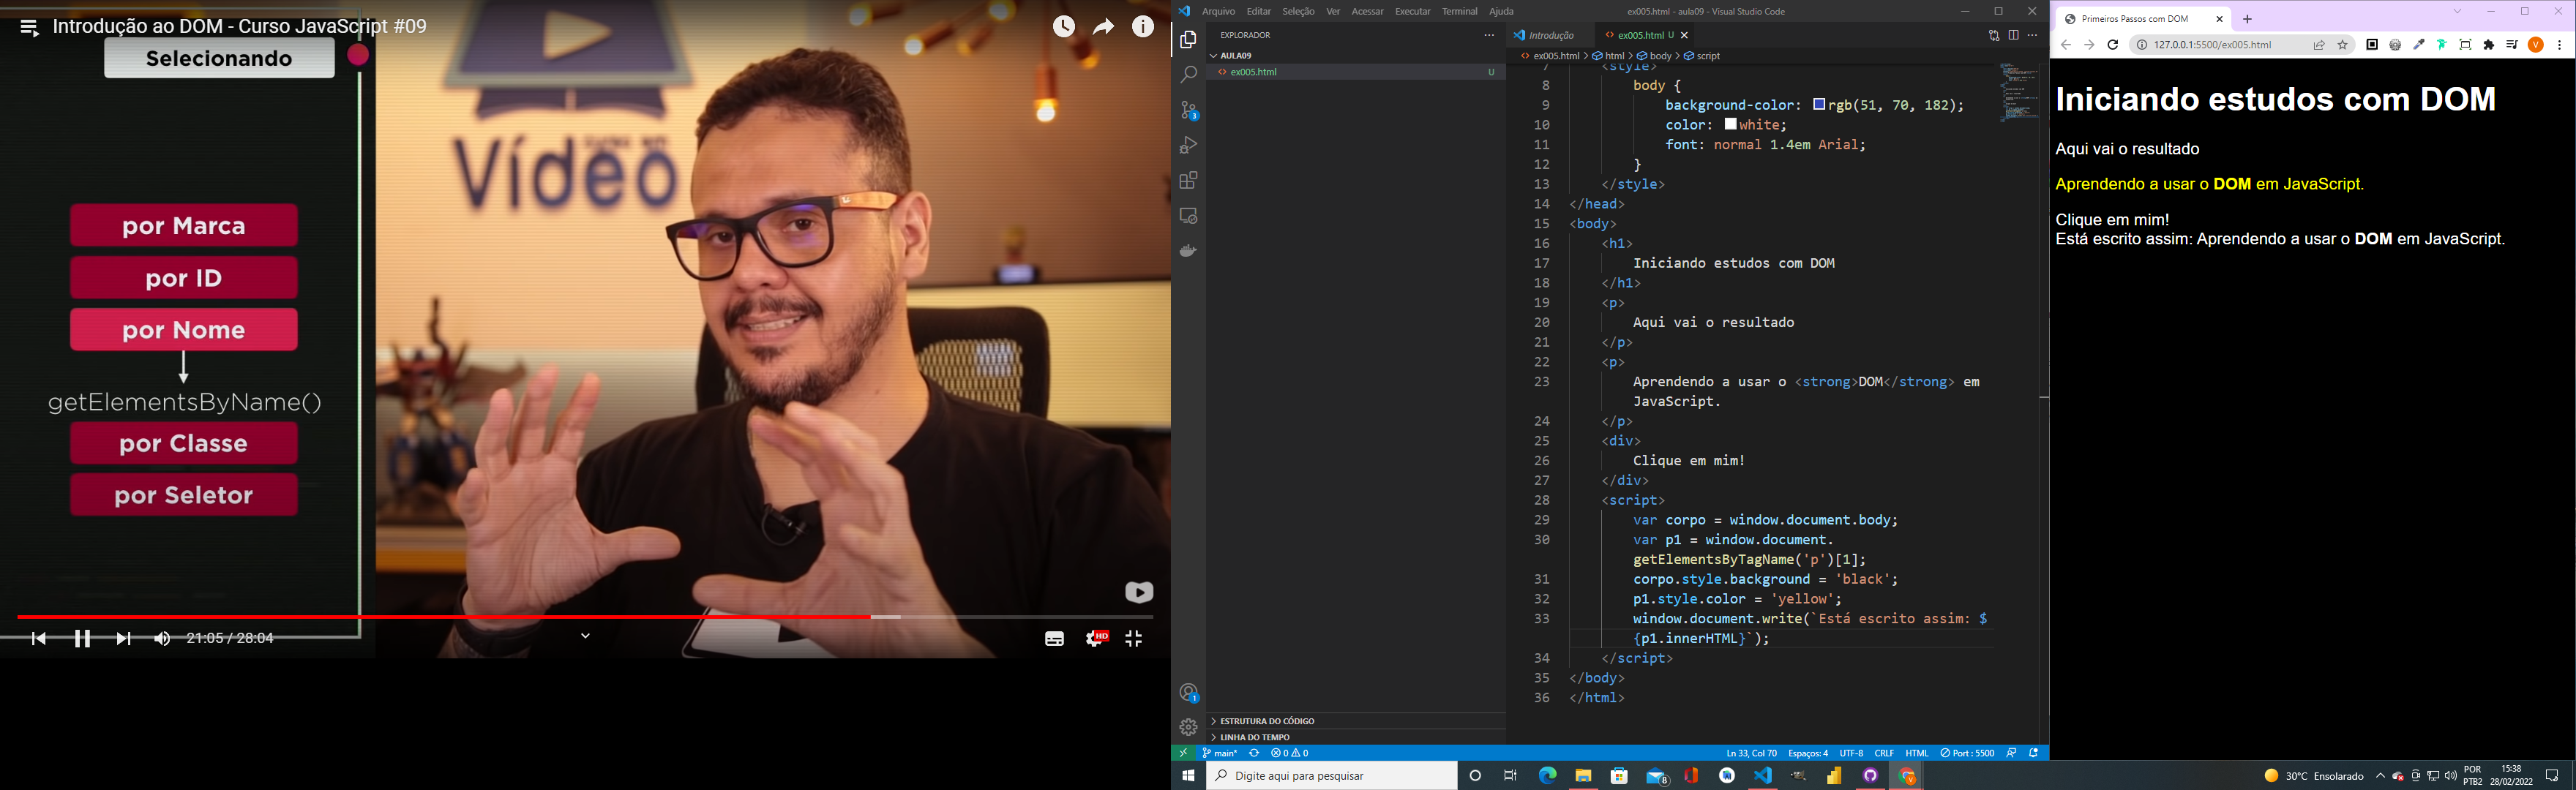 Introdução ao DOM - Curso JavaScript #09
Selecionando
Vídeo
por Marca
por ID
por Nome
getElementsByName()
por Classe
por Seletor
21:05 / 28:04
HD
Arquivo Editar Seleção Ver Acessar Executar Terminal Ajuda
ex005.html - aula09 - Visual Studio Code
EXPLORADOR
AULA09
ex005.html U
3
1
ESTRUTURA DO CÓDIGO
LINHA DO TEMPO
Introdução
ex005.html U
ex005.html > html > body > script
7 <style>
8 body {
9 background-color: rgb(51, 70, 182);
10 color: white;
11 font: normal 1.4em Arial;
12 }
13 </style>
14 </head>
15 <body>
16 <h1>
17 Iniciando estudos com DOM
18 </h1>
19 <p>
20 Aqui vai o resultado
21 </p>
22 <p>
23 Aprendendo a usar o <strong>DOM</strong> em
JavaScript.
24 </p>
25 <div>
26 Clique em mim!
27 </div>
28 <script>
29 var corpo = window.document.body;
30 var p1 = window.document.
getElementsByTagName('p')[1];
31 corpo.style.background = 'black';
32 p1.style.color = 'yellow';
33 window.document.write(`Está escrito assim: $
{p1.innerHTML}`);
34 </script>
35 </body>
36 </html>
main* 0 0
Ln 33, Col 70 Espaços: 4 UTF-8 CRLF HTML Port : 5500
Primeiros Passos com DOM
127.0.0.1:5500/ex005.html
V
Iniciando estudos com DOM
Aqui vai o resultado
Aprendendo a usar o DOM em JavaScript.
Clique em mim!
Está escrito assim: Aprendendo a usar o DOM em JavaScript.
Digite aqui para pesquisar
8
30°C Ensolarado
POR
PTB2
15:38
28/02/2022